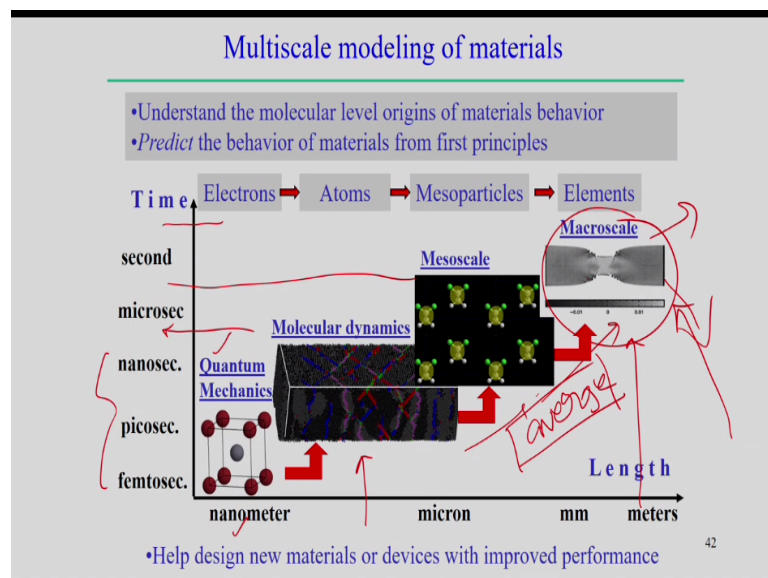 Multiscale modeling of materials
•Understand the molecular level origins of materials behavior
•Predict the behavior of materials from first principles
Electrons
Atoms
Mesoparticles
Elements
Time
Macroscale
second
Mesoscale
−0.01 0 0.01
microsec
Molecular dynamics
nanosec.
Quantum
Mechanics
average
picosec.
Length
femtosec.
nanometer
micron
mm
meters
42
•Help design new materials or devices with improved performance